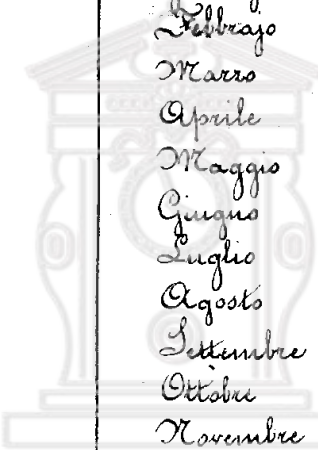 Febbrajo
Marzo
Aprile
Maggio
Giugno
Luglio
Agosto
Settembre
Ottobre
Novembre